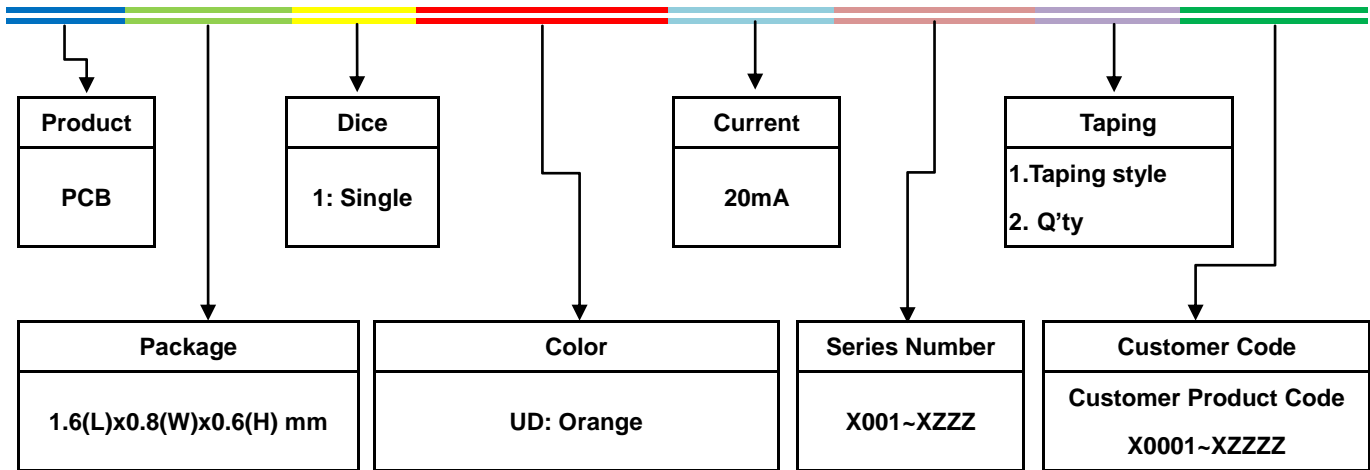 Product
PCB
Dice
1: Single
Current
20mA
Taping
1.Taping style
2. Q’ty
Package
1.6(L)x0.8(W)x0.6(H) mm
Color
UD: Orange
Series Number
X001~XZZZ
Customer Code
Customer Product Code
X0001~XZZZZ